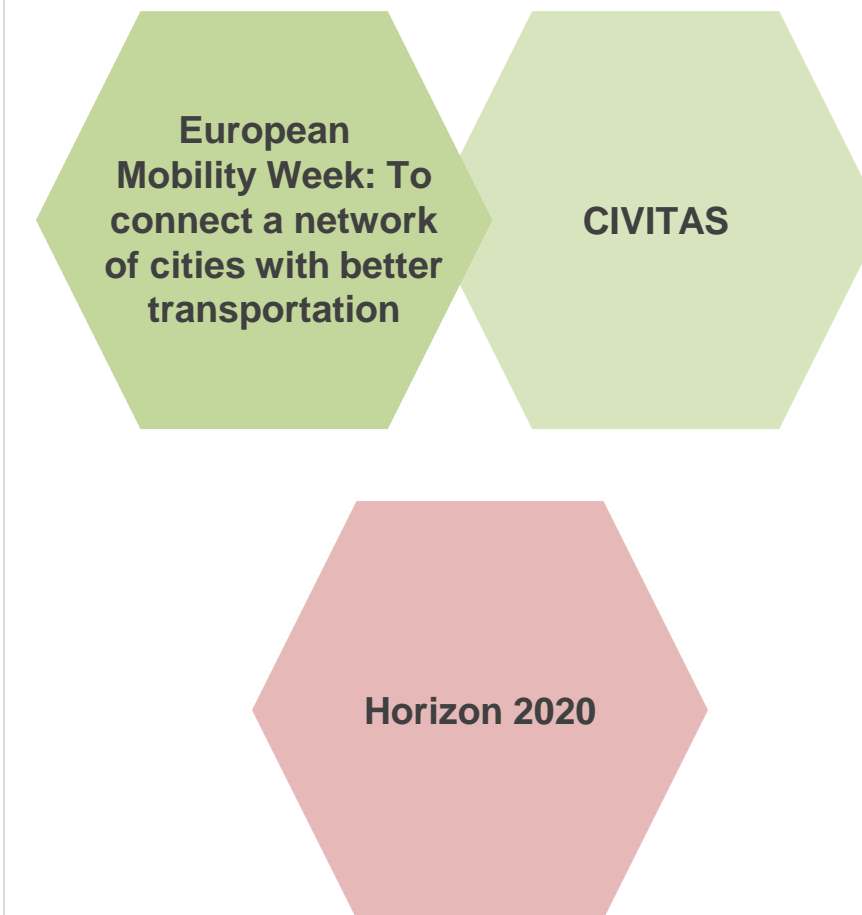 European
Mobility Week: To
connect a network
of cities with better
transportation
CIVITAS
Horizon 2020